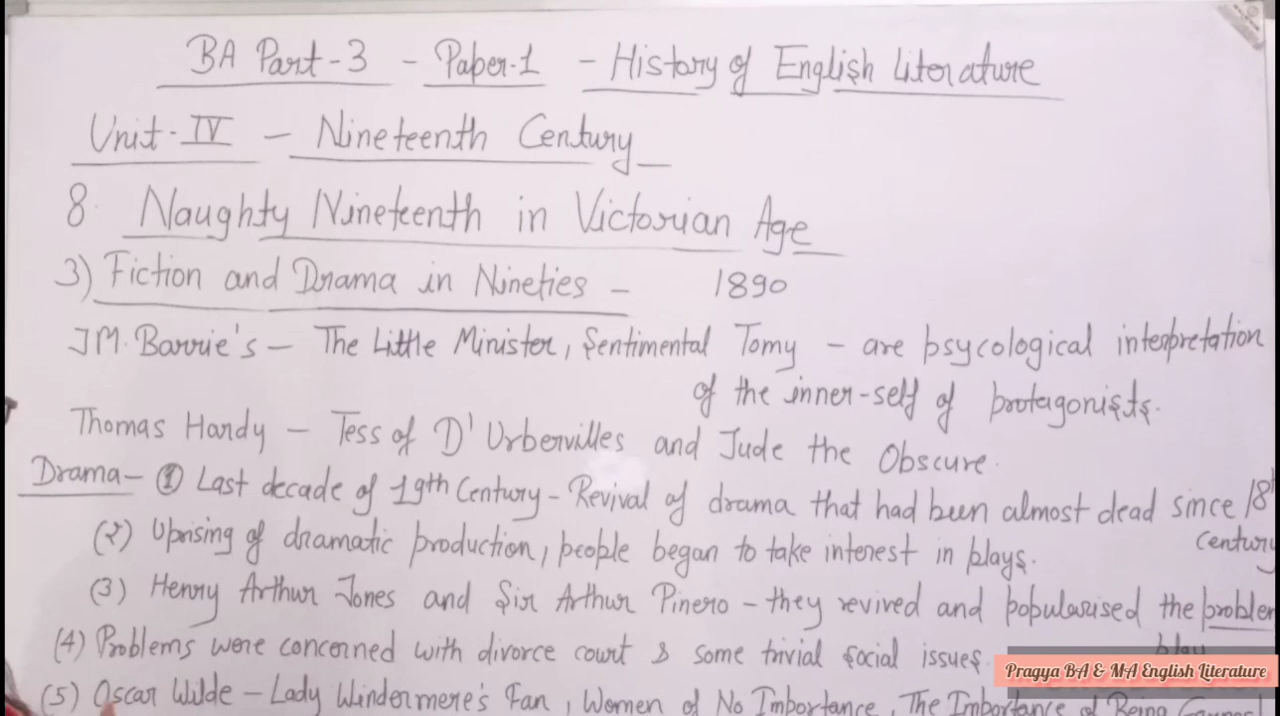 BA Part-3 - Paper-1 - History of English Literature
Unit-IV - Nineteenth Century
8. Naughty Nineteenth in Victorian Age
3) Fiction and Drama in Nineties - 1890
J.M. Barrie's - The Little Minister, Sentimental Tomy - are psycological interpretation
of the inner-self of protagonists.
Thomas Hardy - Tess of D'Urbervilles and Jude the Obscure.
Drama- (1) Last decade of 19th Century - Revival of drama that had been almost dead since 18th
century
(2) Uprising of dramatic production, people began to take interest in plays.
(3) Henry Arthur Jones and Sir Arthur Pinero - they revived and popularised the problem
play
(4) Problems were concerned with divorce court & some trivial social issues.
Pragya BA & MA English Literature
(5) Oscar Wilde - Lady Windermere's Fan, Women of No Importance, The Importance of Being Earnest